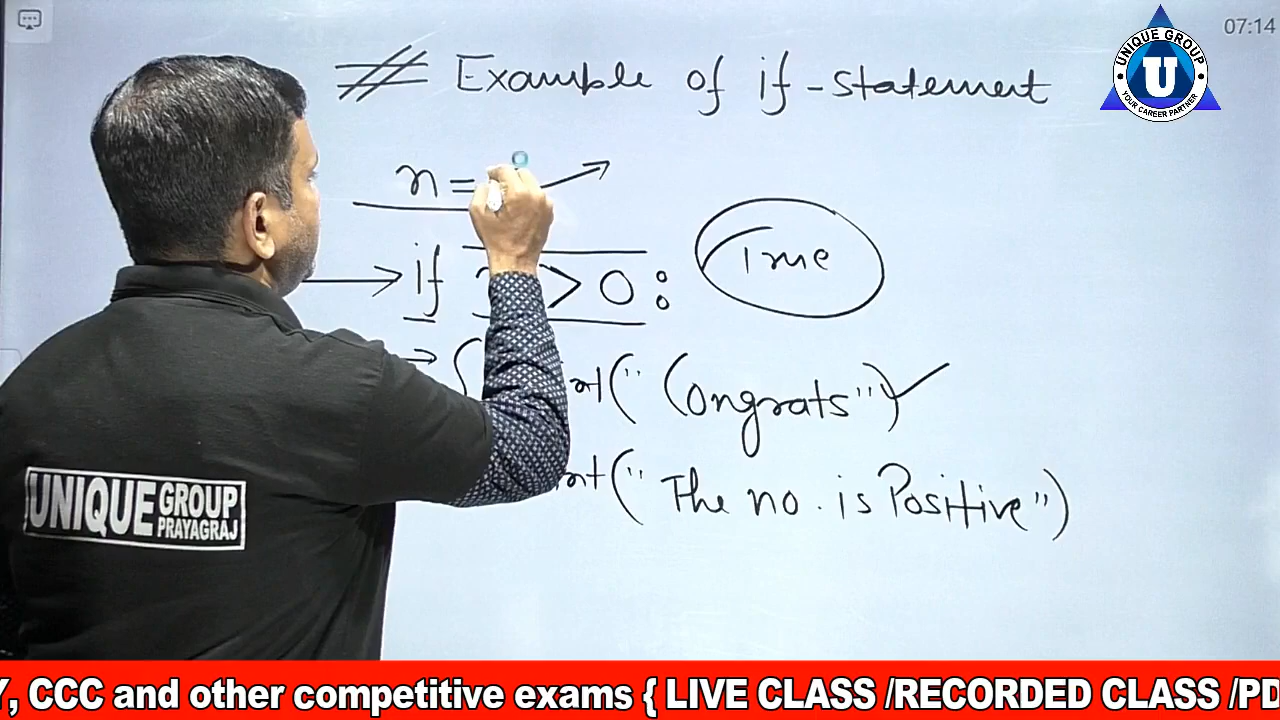 07:14
UNIQUE GROUP
U
YOUR CAREER PARTNER
# Example of if-statement
n=
if > 0:
True
("Congrats")
nt("The no. is Positive")
UNIQUE GROUP
PRAYAGRAJ
Y, CCC and other competitive exams { LIVE CLASS /RECORDED CLASS /PD